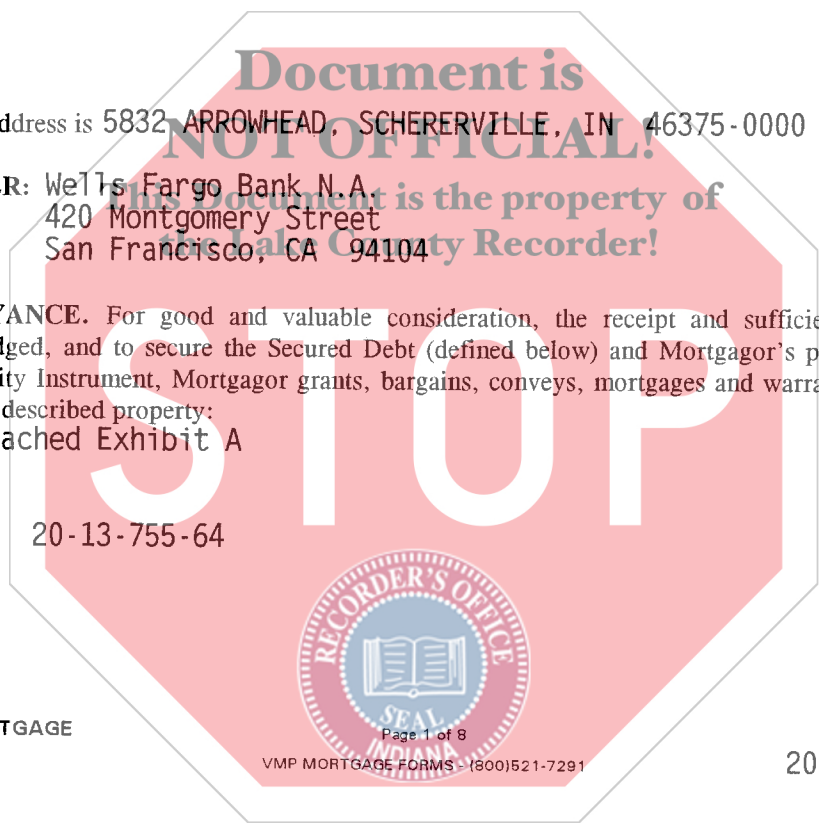 Document is
ddress is 5832 ARROWHEAD, SCHERERVILLE, IN 46375-0000
NOT OFFICIAL!
R: Wells Fargo Bank N.A.
This Document is the property of
420 Montgomery Street
San Francisco, CA 94104
the Lake County Recorder!
YANCE. For good and valuable consideration, the receipt and sufficie
dged, and to secure the Secured Debt (defined below) and Mortgagor's p
ity Instrument, Mortgagor grants, bargains, conveys, mortgages and warra
described property:
ached Exhibit A
STOP
20-13-755-64
RECORDER'S OFFICE
SEAL
INDIANA
TGAGE
Page 1 of 8
VMP MORTGAGE FORMS - (800)521-7291
20